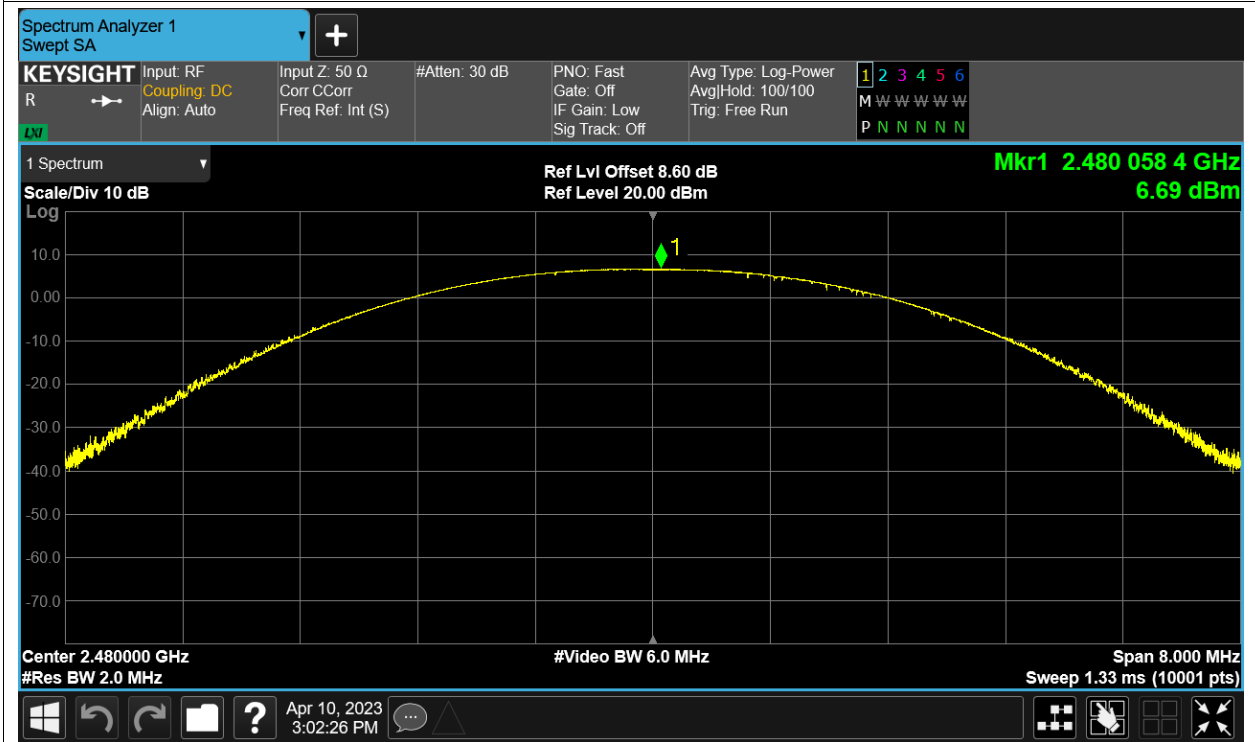 Spectrum Analyzer 1
Swept SA
+
KEYSIGHT Input: RF Input Z: 50 Ω #Atten: 30 dB PNO: Fast Avg Type: Log-Power 1 2 3 4 5 6
R Coupling: DC Corr CCorr Gate: Off Avg|Hold: 100/100 M W W W W W
Align: Auto Freq Ref: Int (S) IF Gain: Low Trig: Free Run
LXI Sig Track: Off P N N N N N
1 Spectrum Ref Lvl Offset 8.60 dB Mkr1 2.480 058 4 GHz
Scale/Div 10 dB Ref Level 20.00 dBm 6.69 dBm
Log
1
10.0
0.00
-10.0
-20.0
-30.0
-40.0
-50.0
-60.0
-70.0
Center 2.480000 GHz #Video BW 6.0 MHz Span 8.000 MHz
#Res BW 2.0 MHz Sweep 1.33 ms (10001 pts)
? Apr 10, 2023
3:02:26 PM